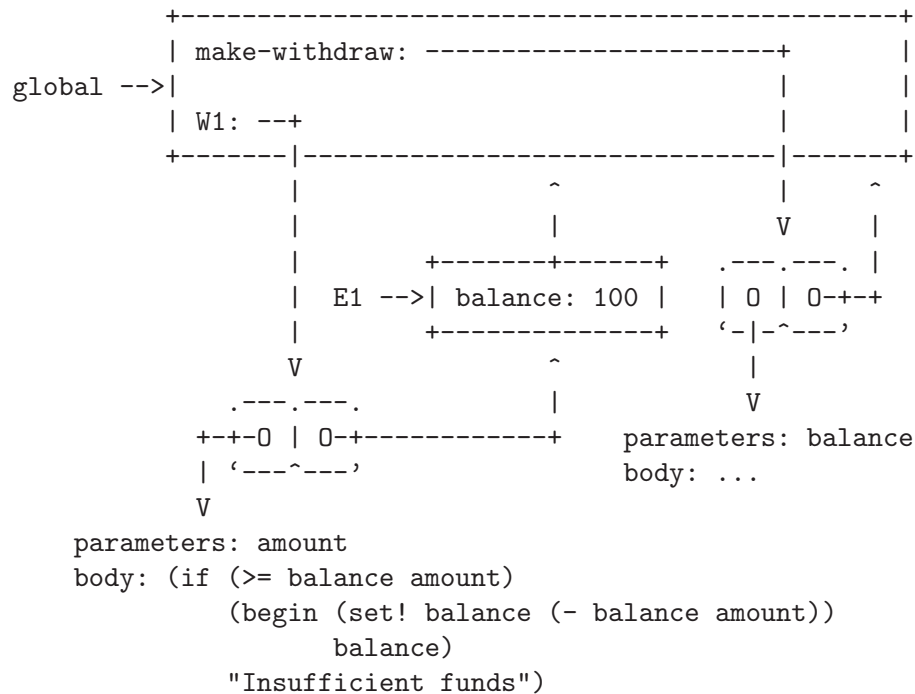 +-----------------------------------------------+
          | make-withdraw: -----------------------+       |
global -->|                                       |       |
          | W1: --+                               |       |
          +-------|-------------------------------|-------+
                  |                ^              |     ^
                  |                |              V     |
                  |        +-------+------+   .---.---. |
                  |  E1 -->| balance: 100 |   | O | O-+-+
                  |        +--------------+   ‘-|-^---’
                  V                ^            |
              .---.---.            |            V
            +-+-O | O-+------------+    parameters: balance
            | ‘---^---’                 body: ...
            V
    parameters: amount
    body: (if (>= balance amount)
              (begin (set! balance (- balance amount))
                     balance)
              "Insufficient funds")